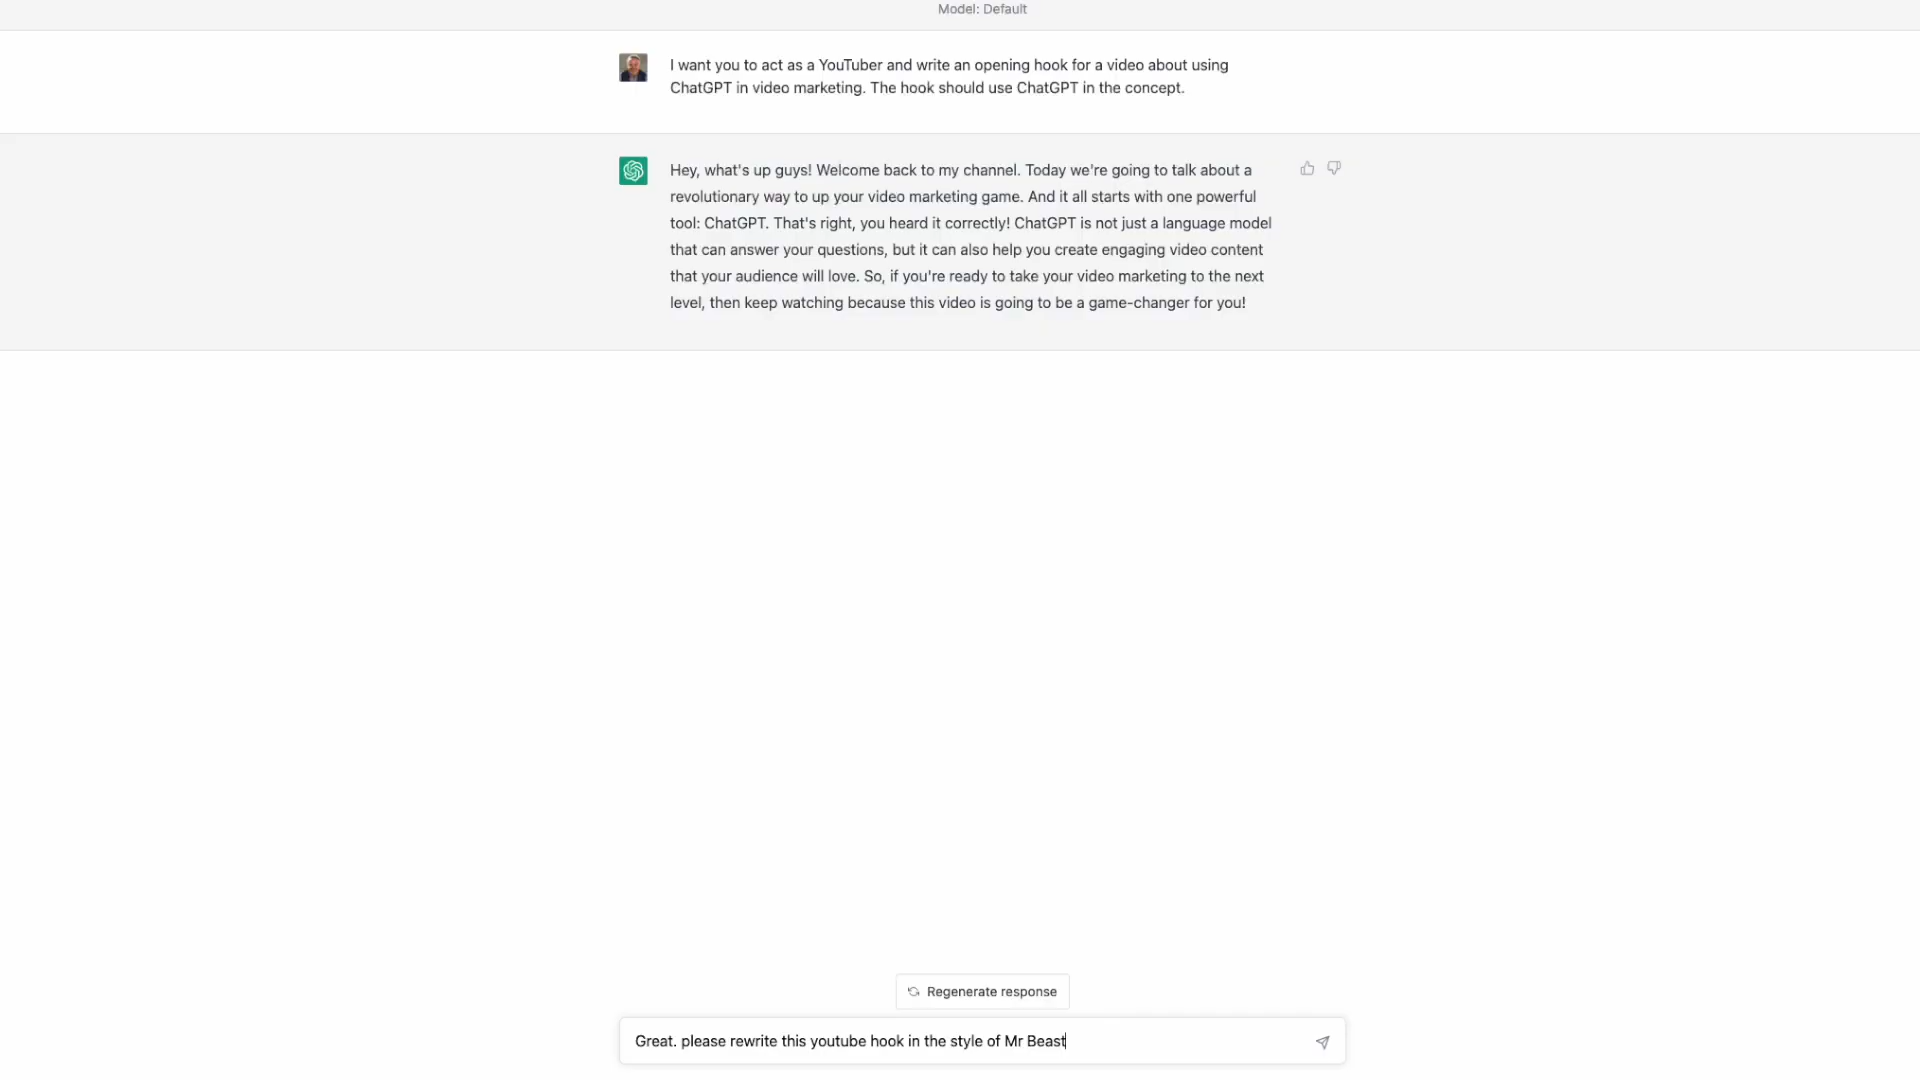 Model: Default
I want you to act as a YouTuber and write an opening hook for a video about using
ChatGPT in video marketing. The hook should use ChatGPT in the concept.
Hey, what's up guys! Welcome back to my channel. Today we're going to talk about a
revolutionary way to up your video marketing game. And it all starts with one powerful
tool: ChatGPT. That's right, you heard it correctly! ChatGPT is not just a language model
that can answer your questions, but it can also help you create engaging video content
that your audience will love. So, if you're ready to take your video marketing to the next
level, then keep watching because this video is going to be a game-changer for you!
Regenerate response
Great. please rewrite this youtube hook in the style of Mr Beast